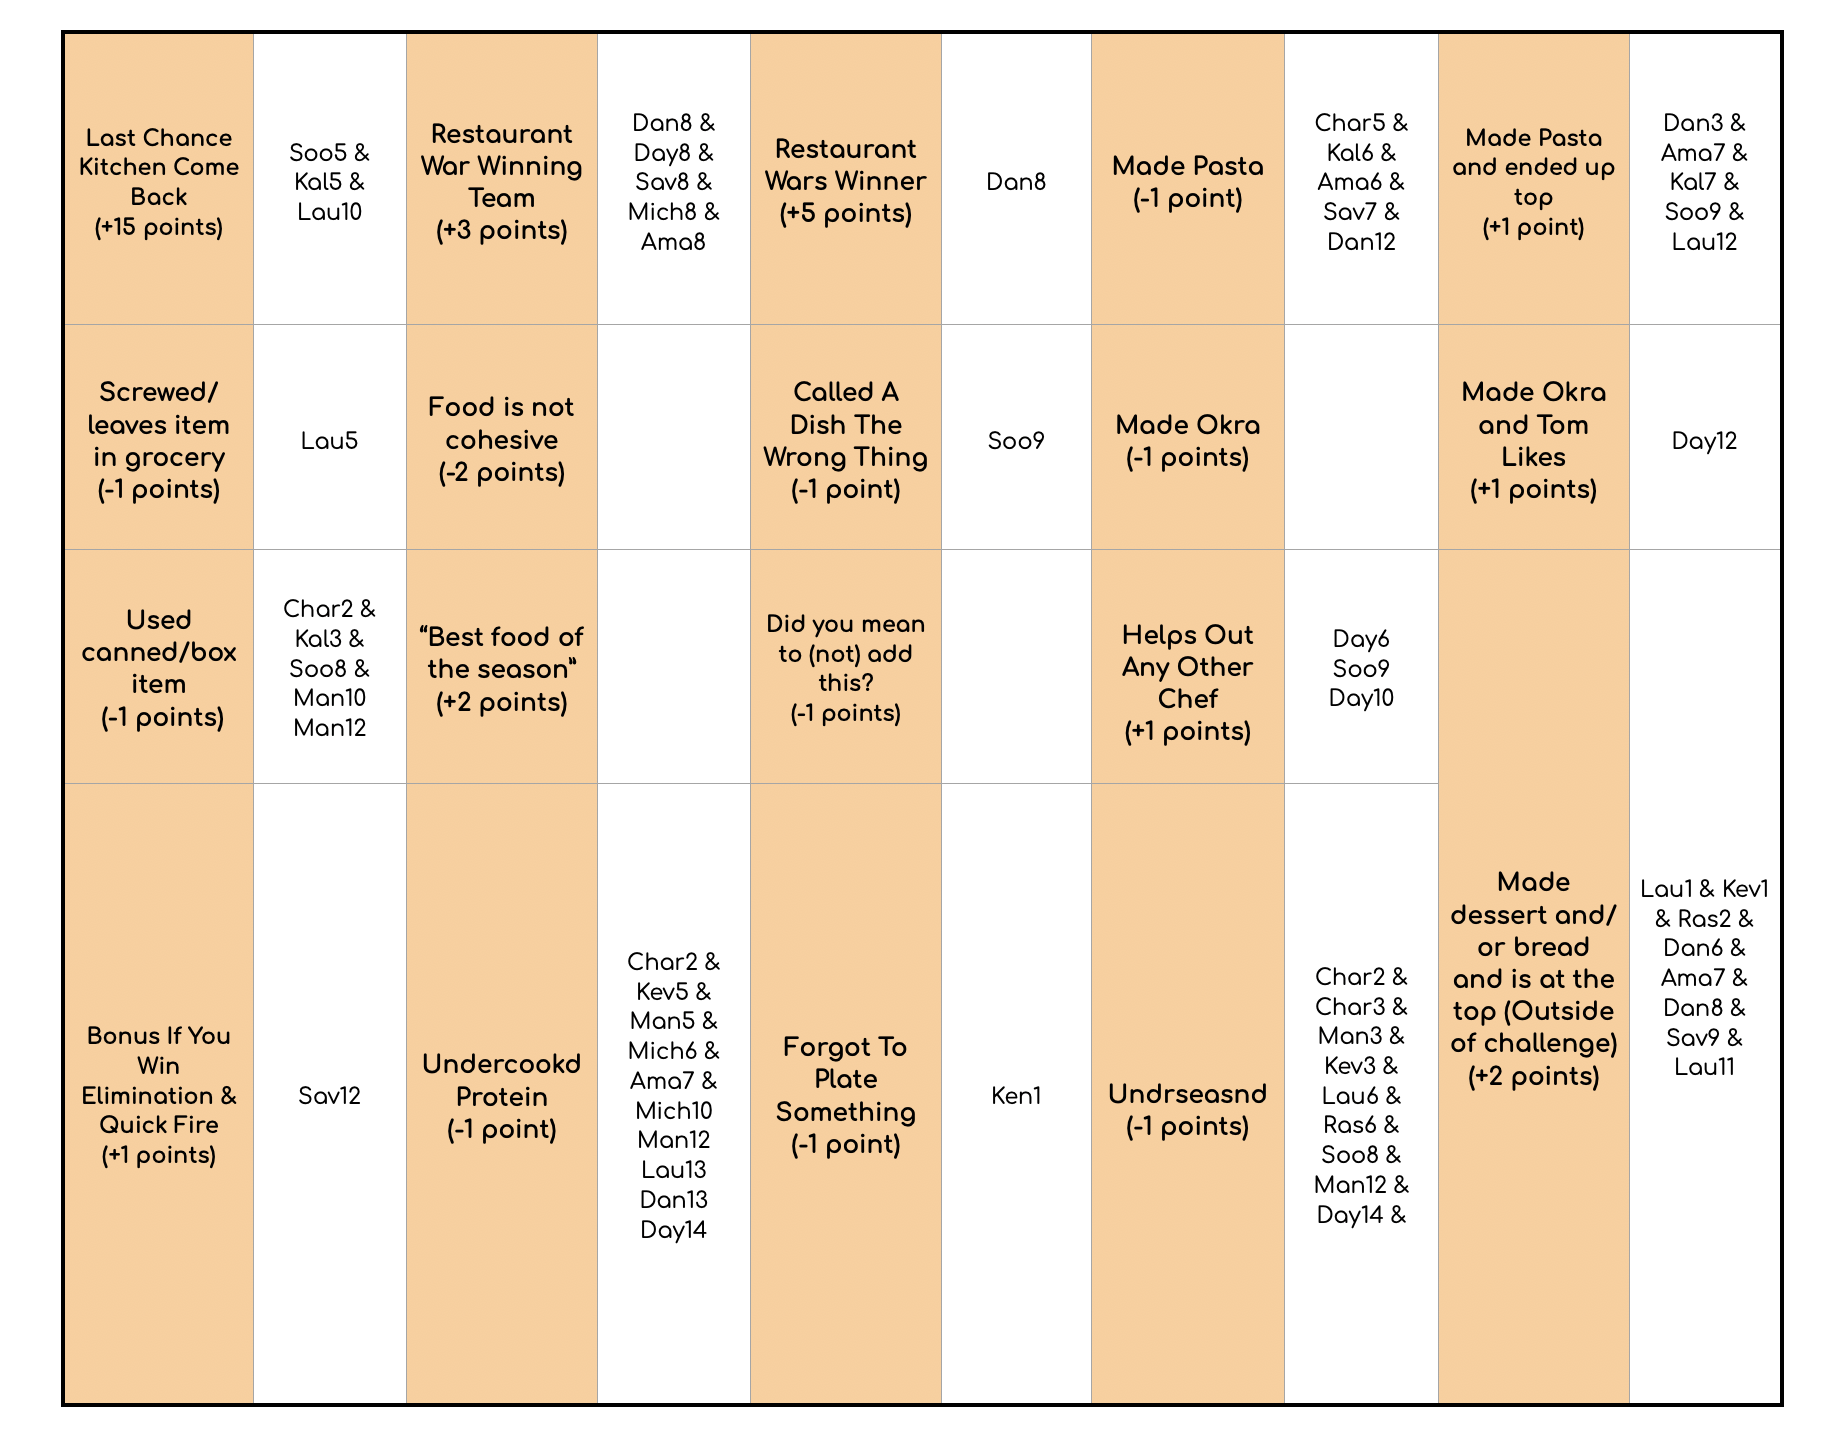 Last Chance
Kitchen Come
Back
(+15 points)
Soo5 &
Kal5 &
Lau10
Restaurant
War Winning
Team
(+3 points)
Dan8 &
Day8 &
Sav8 &
Mich8 &
Ama8
Restaurant
Wars Winner
(+5 points)
Dan8
Made Pasta
(-1 point)
Char5 &
Kal6 &
Ama6 &
Sav7 &
Dan12
Made Pasta
and ended up
top
(+1 point)
Dan3 &
Ama7 &
Kal7 &
Soo9 &
Lau12
Screwed/
leaves item
in grocery
(-1 points)
Lau5
Food is not
cohesive
(-2 points)
Called A
Dish The
Wrong Thing
(-1 point)
Soo9
Made Okra
(-1 points)
Made Okra
and Tom
Likes
(+1 points)
Day12
Used
canned/box
item
(-1 points)
Char2 &
Kal3 &
Soo8 &
Man10
Man12
“Best food of
the season”
(+2 points)
Did you mean
to (not) add
this?
(-1 points)
Helps Out
Any Other
Chef
(+1 points)
Day6
Soo9
Day10
Made
dessert and/
or bread
and is at the
top (Outside
of challenge)
(+2 points)
Lau1 & Kev1
& Ras2 &
Dan6 &
Ama7 &
Dan8 &
Sav9 &
Lau11
Bonus If You
Win
Elimination &
Quick Fire
(+1 points)
Sav12
Undercookd
Protein
(-1 point)
Char2 &
Kev5 &
Man5 &
Mich6 &
Ama7 &
Mich10
Man12
Lau13
Dan13
Day14
Forgot To
Plate
Something
(-1 point)
Ken1
Undrseasnd
(-1 points)
Char2 &
Char3 &
Man3 &
Kev3 &
Lau6 &
Ras6 &
Soo8 &
Man12 &
Day14 &